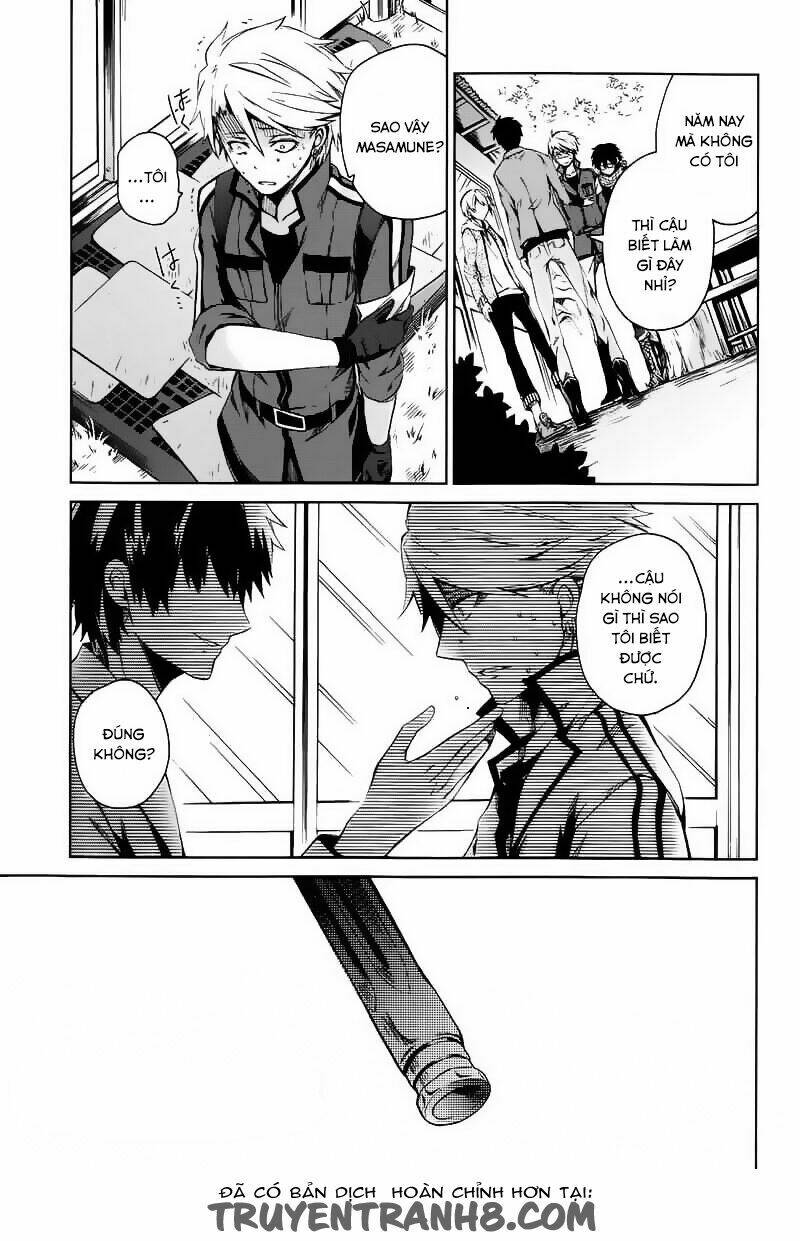 NĂM NAY
MÀ KHÔNG
CÓ TÔI
THÌ CẬU
BIẾT LÀM
GÌ ĐÂY
NHỈ?
SAO VẬY
MASAMUNE?
は
...TÔI
...
は
...CẬU
KHÔNG NÓI
GÌ THÌ SAO
TÔI BIẾT
ĐƯỢC
CHỨ.
ĐÚNG
KHÔNG?
ĐÃ CÓ BẢN DỊCH HOÀN CHỈNH HƠN TẠI:
TRUYENTRANH8.COM